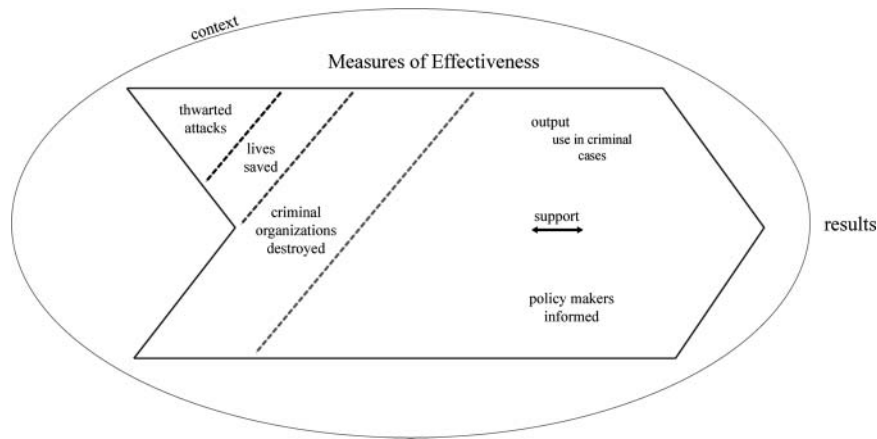 context
Measures of Effectiveness
thwarted
attacks
lives
saved
criminal
organizations
destroyed
output
use in criminal
cases
support
policy makers
informed
results